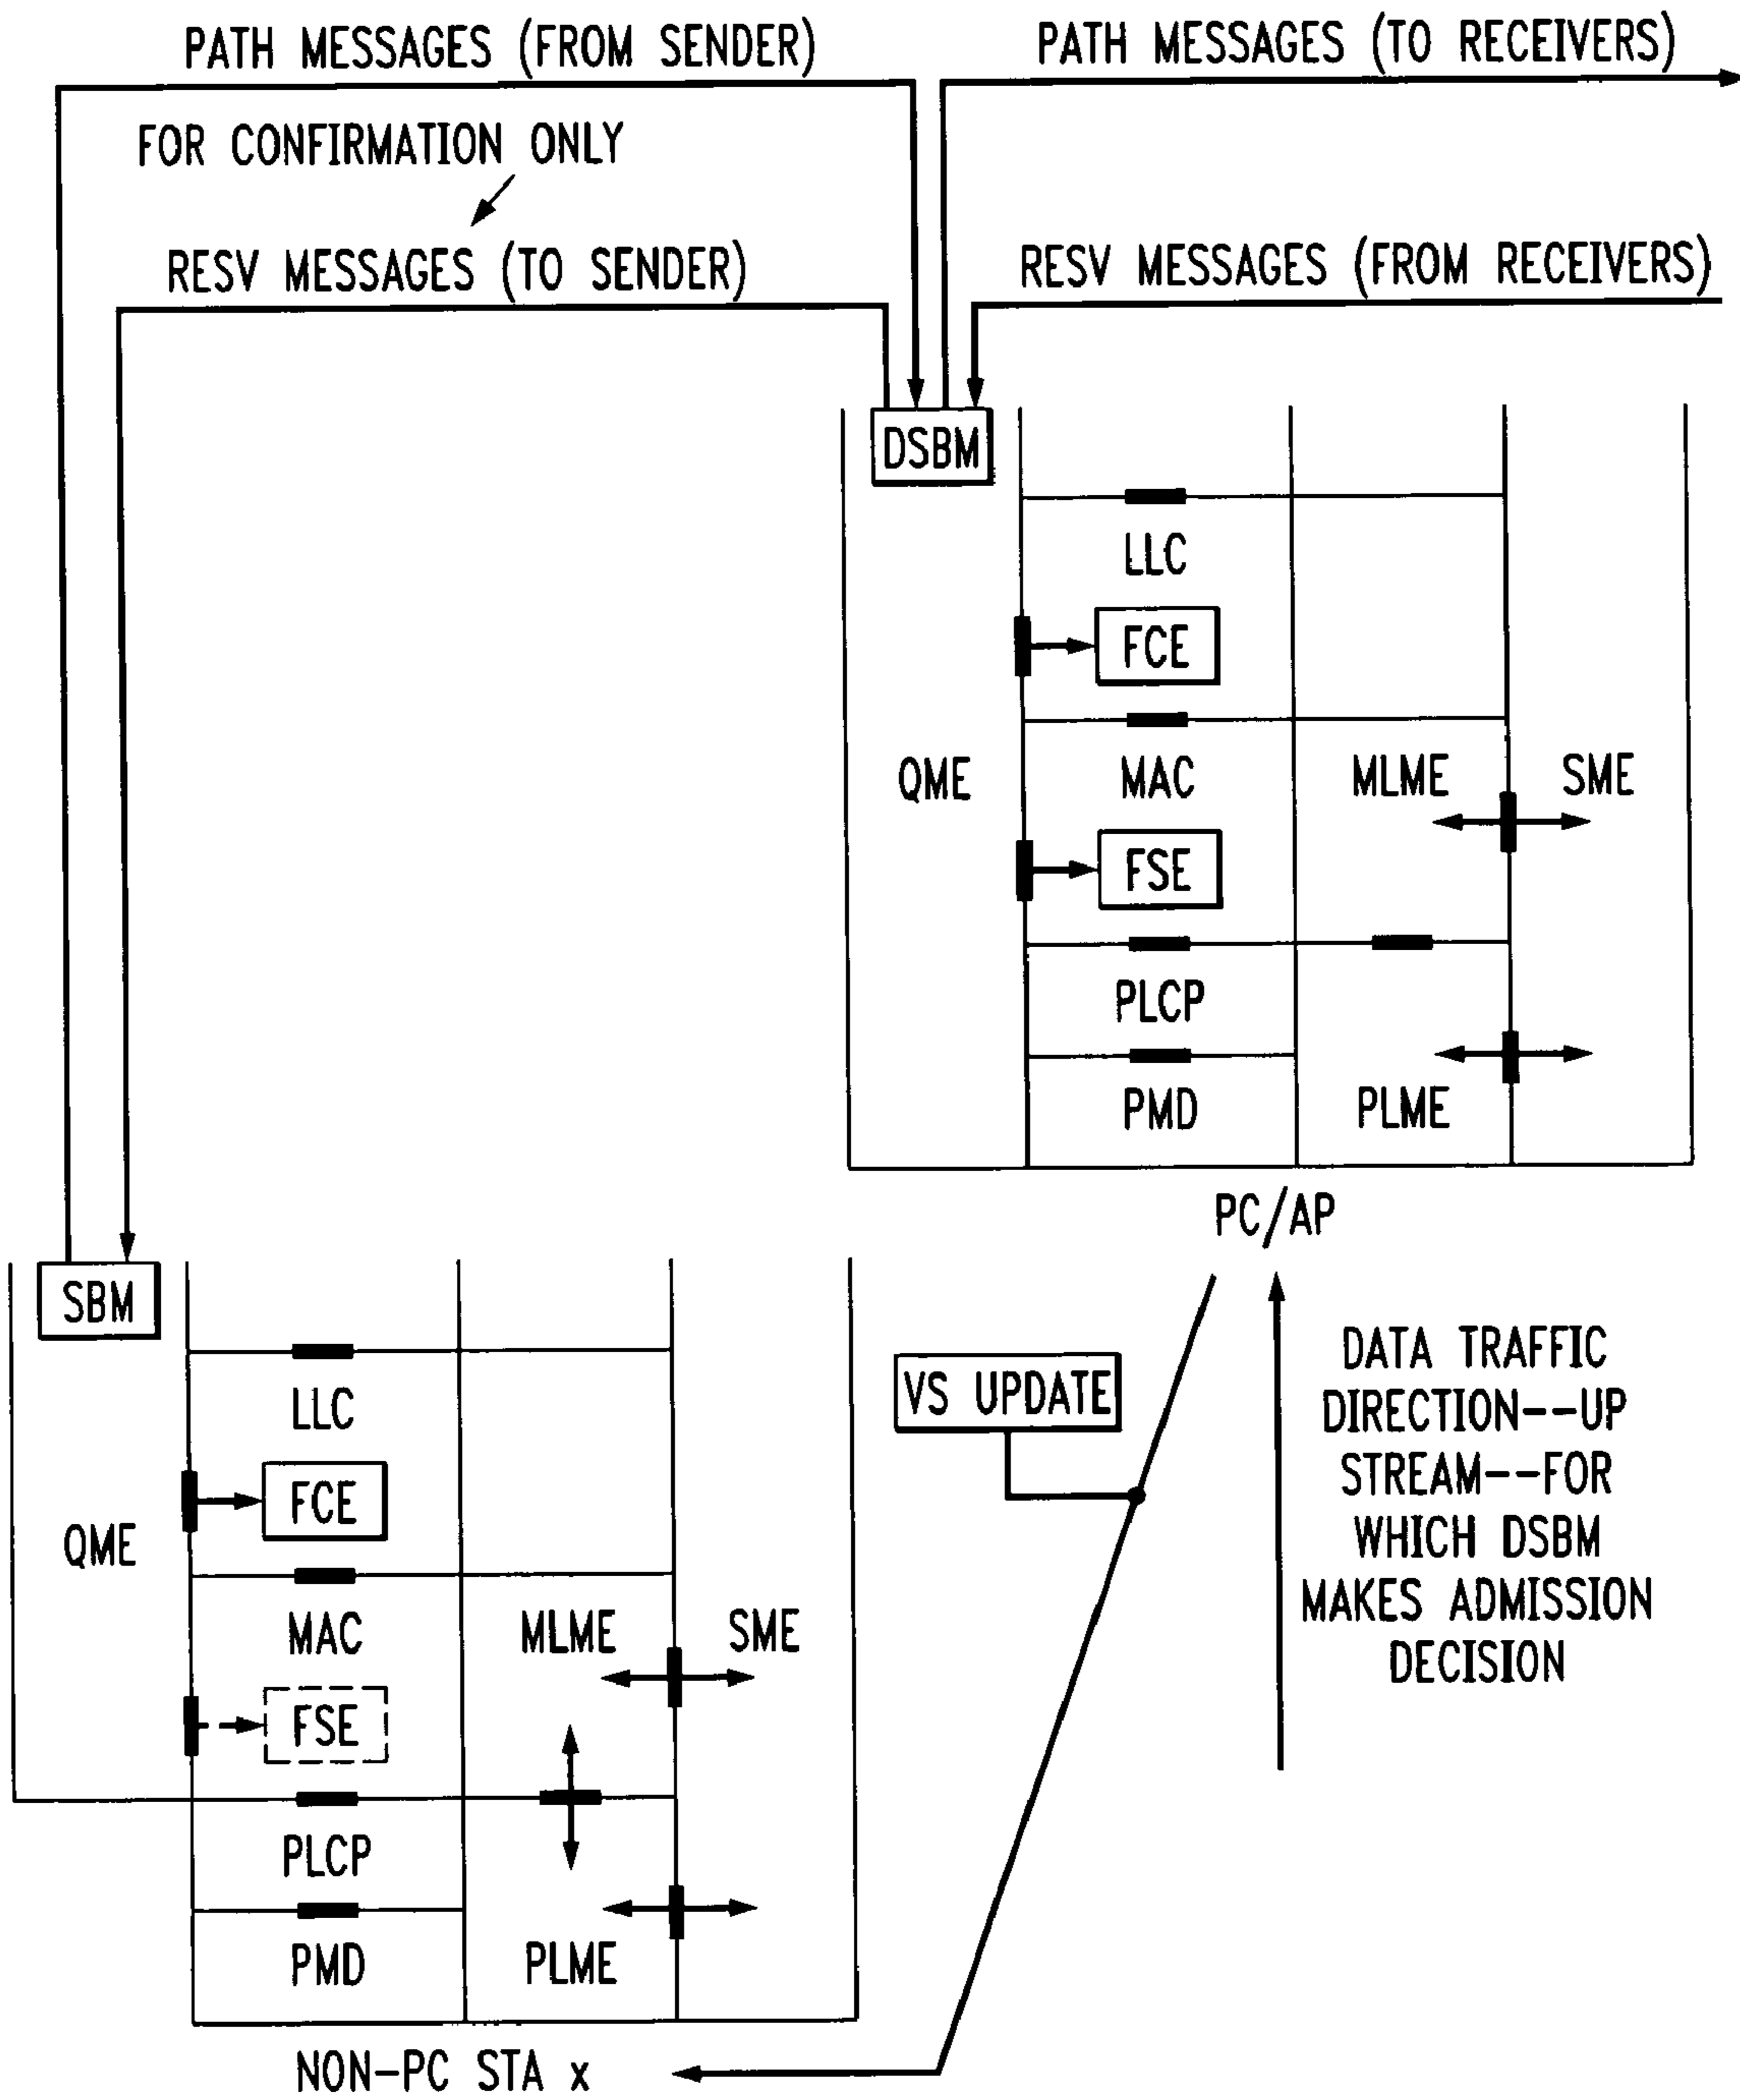 PATH MESSAGES (FROM SENDER)
PATH MESSAGES (TO RECEIVERS)
FOR CONFIRMATION ONLY
RESV MESSAGES (TO SENDER)
RESV MESSAGES (FROM RECEIVERS)
DSBM
LLC
FCE
QME
MAC
MLME
SME
FSE
PLCP
PMD
PLME
PC/AP
SBM
LLC
FCE
QME
MAC
MLME
SME
FSE
PLCP
PMD
PLME
NON-PC STA x
VS UPDATE
DATA TRAFFIC
DIRECTION--UP
STREAM--FOR
WHICH DSBM
MAKES ADMISSION
DECISION